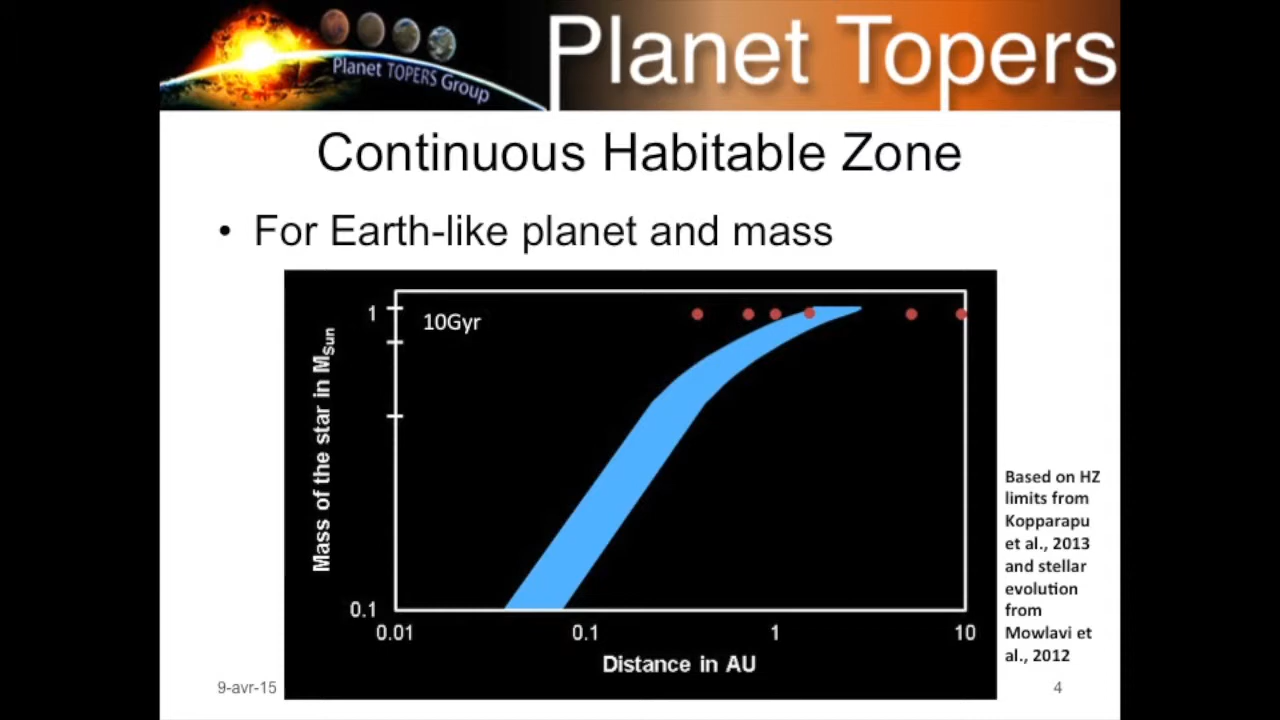 Planet TOPERS Group
Planet Topers
Continuous Habitable Zone
• For Earth-like planet and mass
1
10Gyr
Mass of the star in MSun
0.1
0.01
0.1
1
10
Distance in AU
Based on HZ
limits from
Kopparapu
et al., 2013
and stellar
evolution
from
Mowlavi et
al., 2012
9-avr-15
4